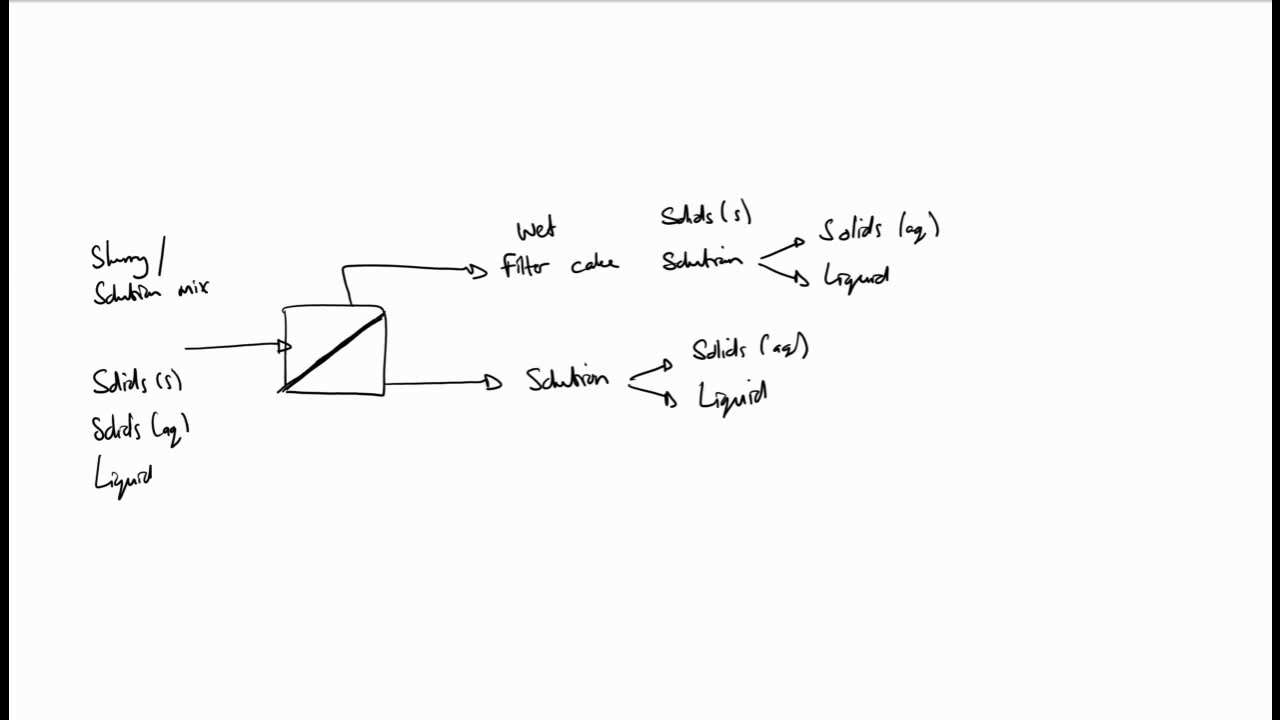 Slurry /
Solution mix
Solids (s)
Solids (aq)
Liquid
Wet
Filter cake
Solids (s)
Solution
Solids (aq)
Liquid
Solution
Solids (aq)
Liquid